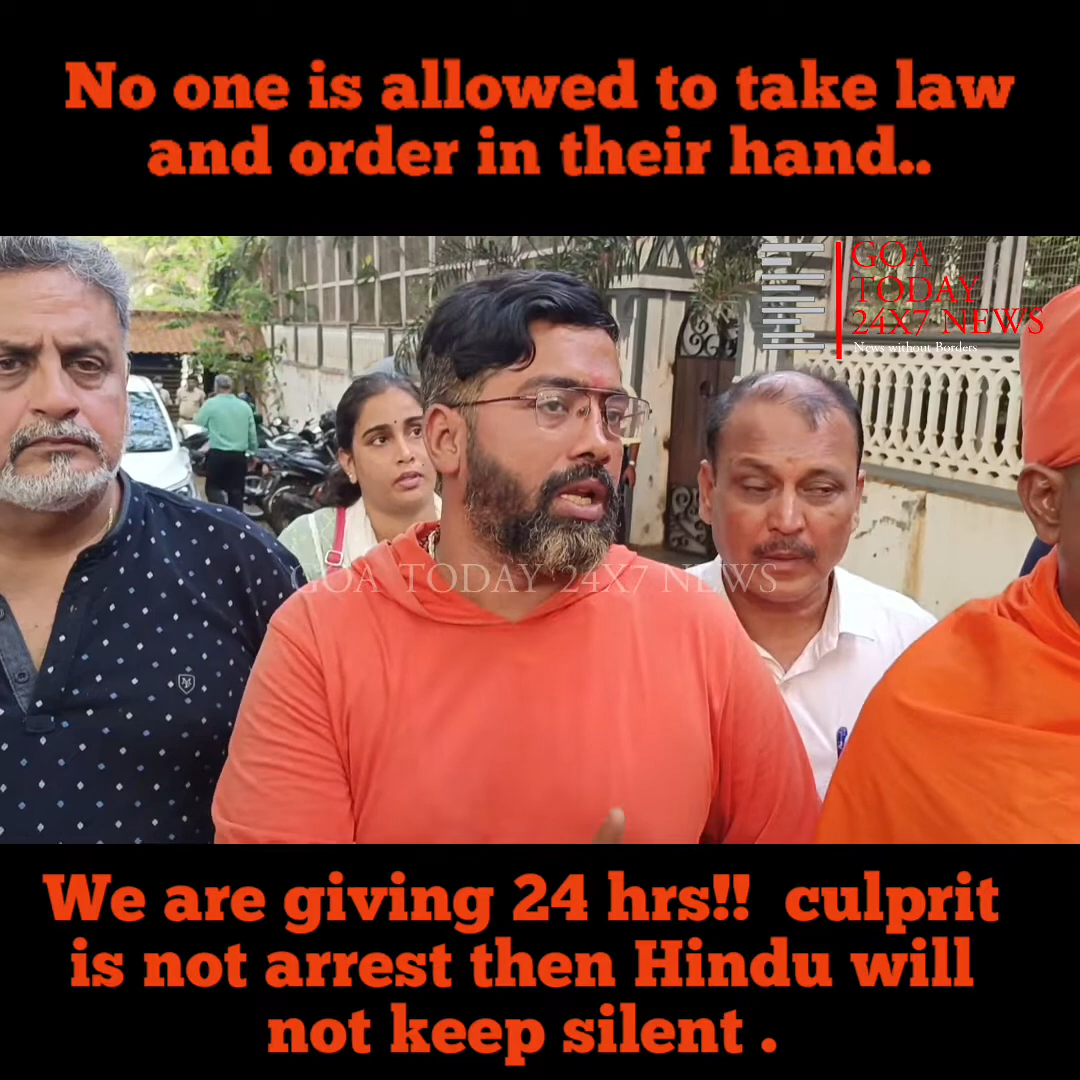 No one is allowed to take law
and order in their hand..
GOA
TODAY
24X7 NEWS
News without Borders
GOA TODAY 24X7 NEWS
We are giving 24 hrs!! culprit
is not arrest then Hindu will
not keep silent .